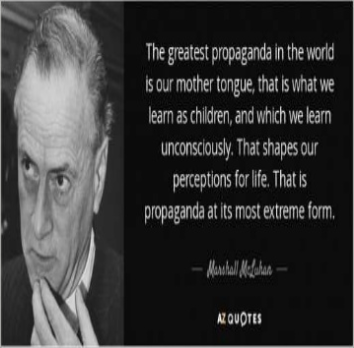 The greatest propaganda in the world
is our mother tongue, that is what we
learn as children, and which we learn
unconsciously. That shapes our
perceptions for life. That is
propaganda at its most extreme form.
— Marshall McLuhan —
AZ QUOTES